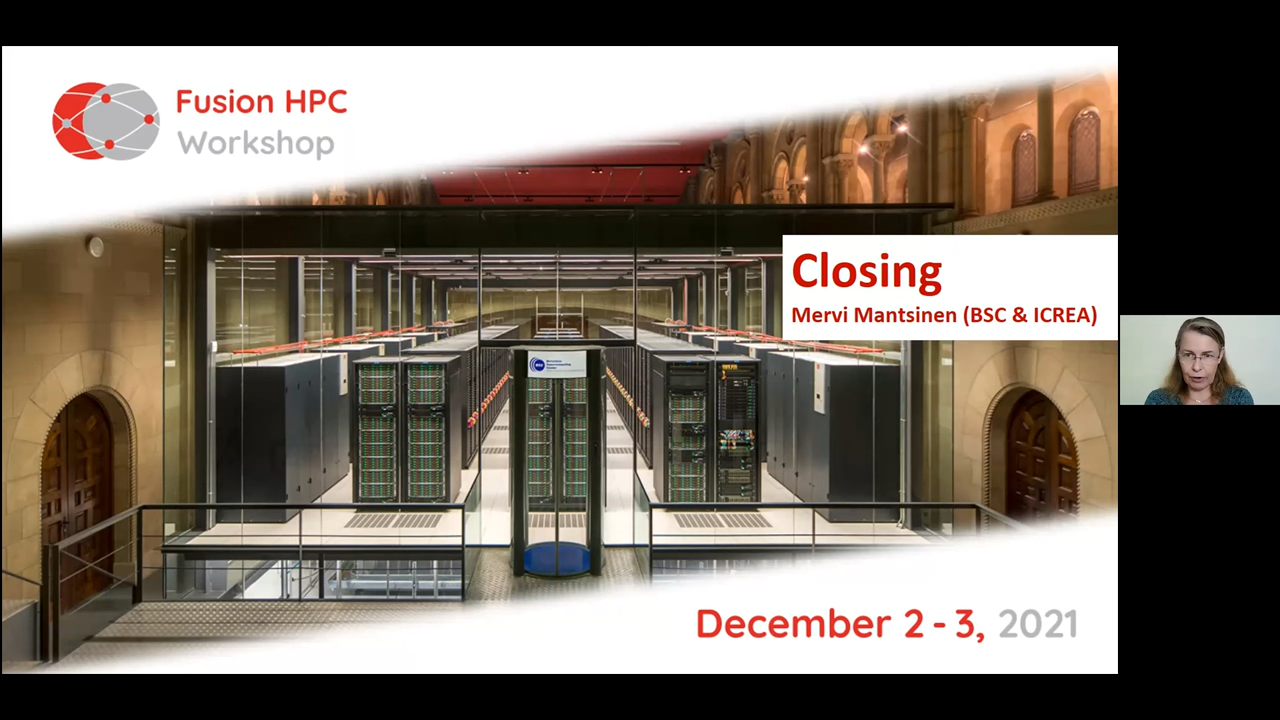 Fusion HPC
Workshop
Closing
Mervi Mantsinen (BSC & ICREA)
December 2 - 3, 2021